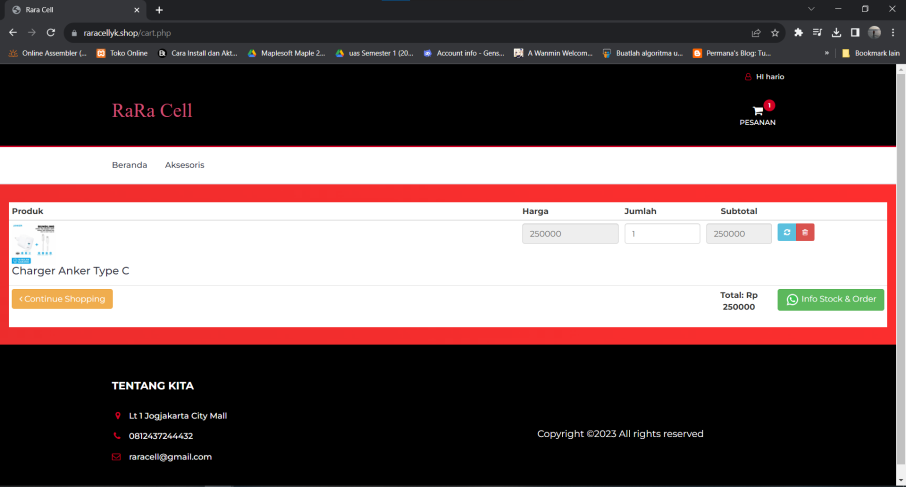 Rara Cell
raracellyk.shop/cart.php
Online Assembler (...
Toko Online
Cara Install dan Akt...
Maplesoft Maple 2...
uas Semester 1 (20...
Account info - Gens...
A Wanmin Welcom...
Buatlah algoritma u...
Permana's Blog: Tu...
»
Bookmark lain
HI hario
RaRa Cell
1
PESANAN
Beranda Aksesoris
Produk Harga Jumlah Subtotal
250000 1 250000
Charger Anker Type C
Continue Shopping
Total: Rp
250000
Info Stock & Order
TENTANG KITA
Lt 1 Jogjakarta City Mall
0812437244432
raracell@gmail.com
Copyright ©2023 All rights reserved